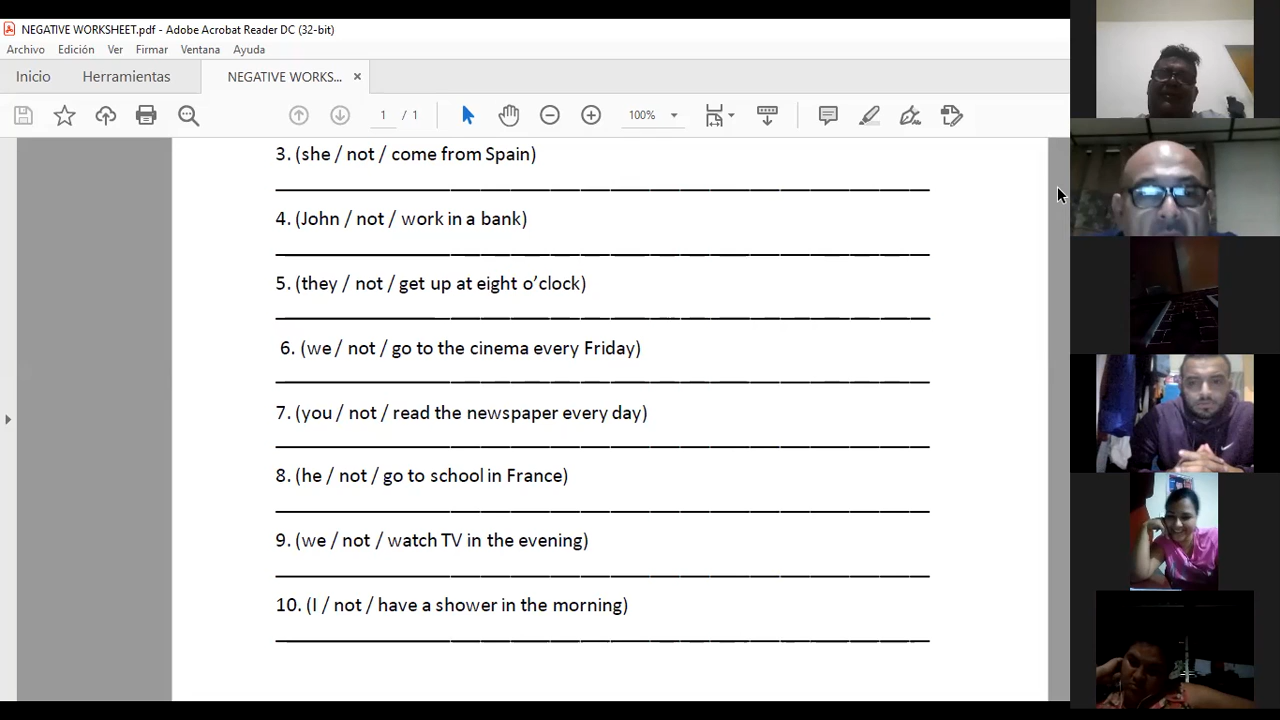 NEGATIVE WORKSHEET.pdf - Adobe Acrobat Reader DC (32-bit)
Archivo Edición Ver Firmar Ventana Ayuda
Inicio Herramientas NEGATIVE WORKS... ×
1 / 1 100%
3. (she / not / come from Spain)
4. (John / not / work in a bank)
5. (they / not / get up at eight o’clock)
6. (we / not / go to the cinema every Friday)
7. (you / not / read the newspaper every day)
8. (he / not / go to school in France)
9. (we / not / watch TV in the evening)
10. (I / not / have a shower in the morning)